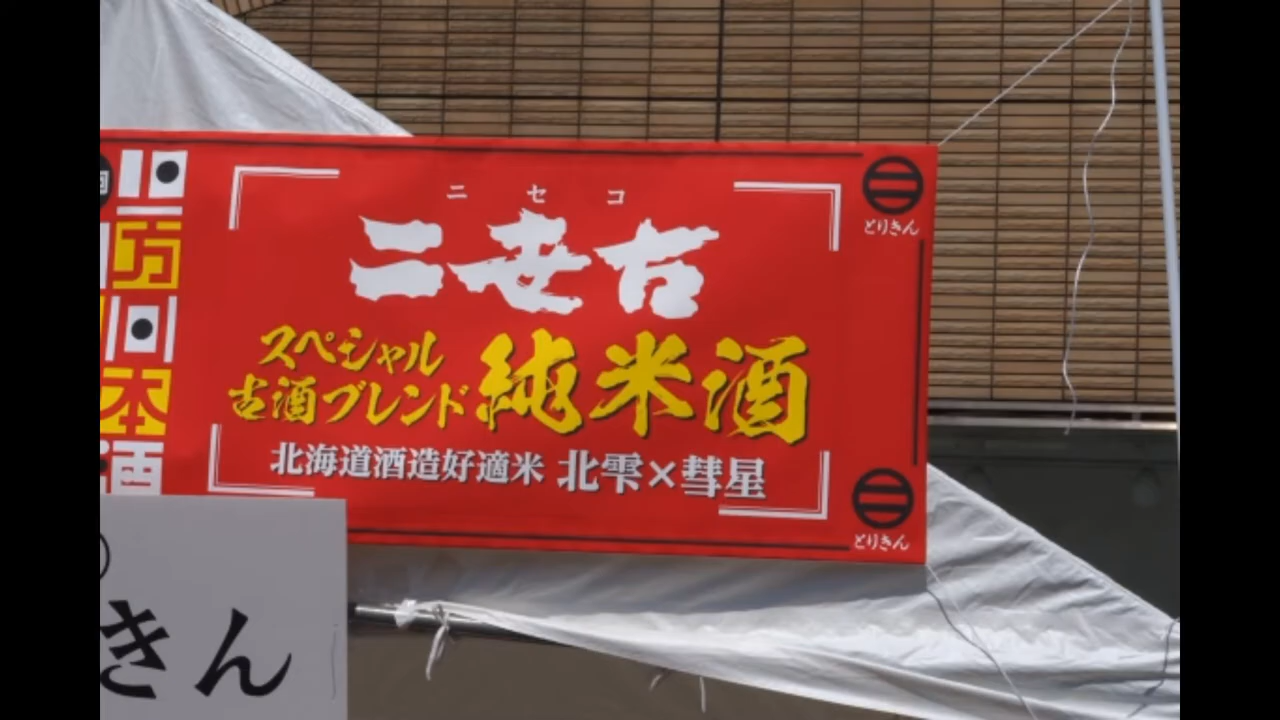 ニセコ
二世古
スペシャル
古酒ブレンド純米酒
北海道酒造好適米 北雫×彗星
とりきん
とりきん
きん